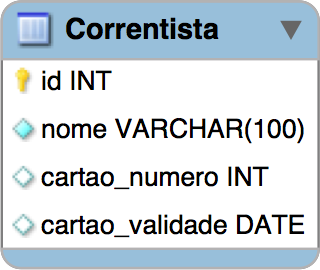 Correntista
id INT
nome VARCHAR(100)
cartao_numero INT
cartao_validade DATE